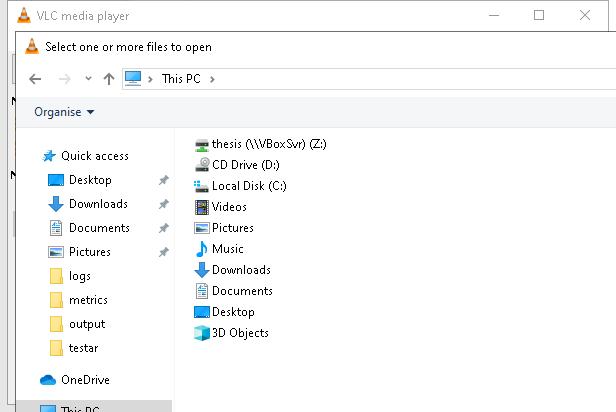 VLC media player
Select one or more files to open
This PC
Organise
Quick access
Desktop
Downloads
Documents
Pictures
logs
metrics
output
testar
OneDrive
This PC
thesis (\\VBoxSvr) (Z:)
CD Drive (D:)
Local Disk (C:)
Videos
Pictures
Music
Downloads
Documents
Desktop
3D Objects